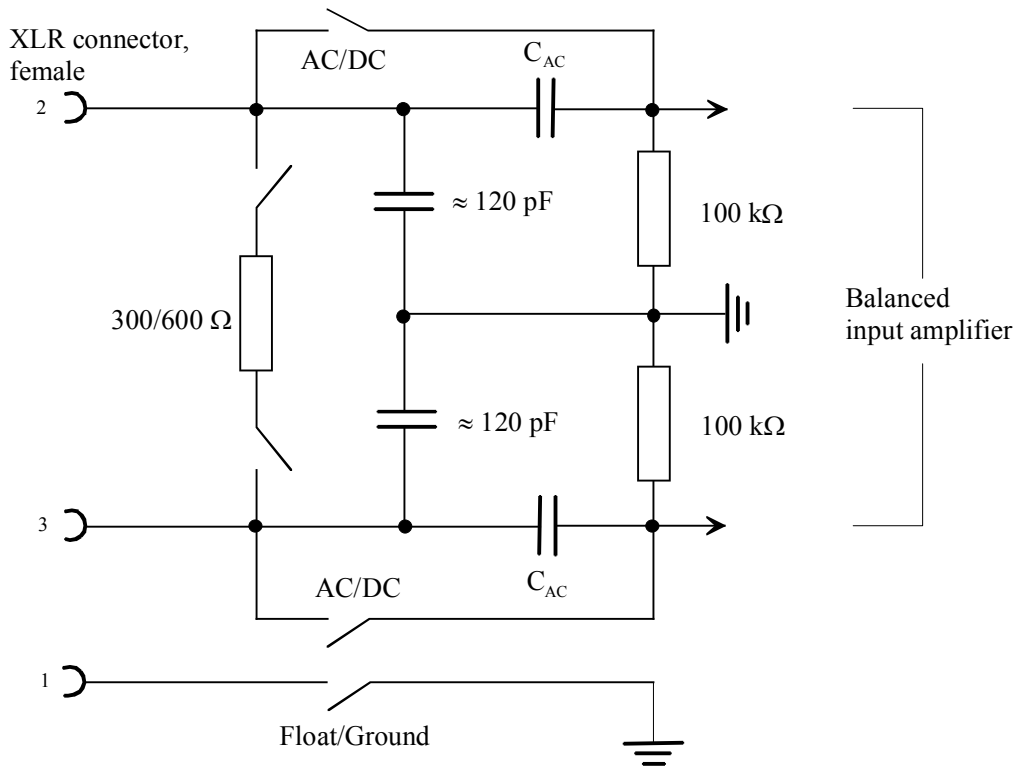 XLR connector,
female
AC/DC
C_AC
2
≈ 120 pF
100 kΩ
300/600 Ω
Balanced
input amplifier
≈ 120 pF
100 kΩ
3
AC/DC
C_AC
1
Float/Ground